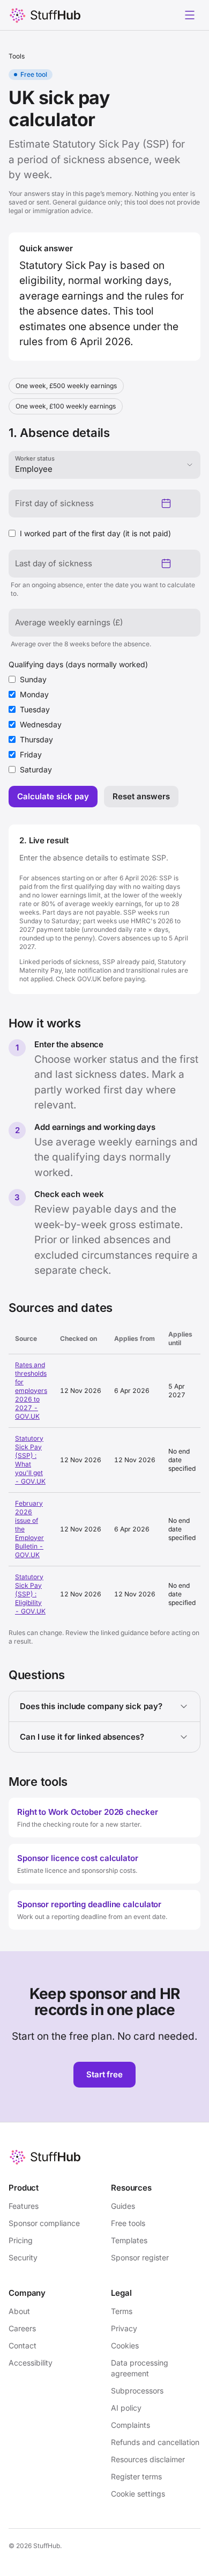 StuffHub
Tools
Free tool
UK sick pay
calculator
Estimate Statutory Sick Pay (SSP) for
a period of sickness absence, week
by week.
Your answers stay in this page's memory. Nothing you enter is
saved or sent. General guidance only; this tool does not provide
legal or immigration advice.
Quick answer
Statutory Sick Pay is based on
eligibility, normal working days,
average earnings and the rules for
the absence dates. This tool
estimates one absence under the
rules from 6 April 2026.
One week, £500 weekly earnings
One week, £100 weekly earnings
1. Absence details
Worker status
Employee
First day of sickness
I worked part of the first day (it is not paid)
Last day of sickness
For an ongoing absence, enter the date you want to calculate
to.
Average weekly earnings (£)
Average over the 8 weeks before the absence.
Qualifying days (days normally worked)
Sunday
Monday
Tuesday
Wednesday
Thursday
Friday
Saturday
Calculate sick pay
Reset answers
2. Live result
Enter the absence details to estimate SSP.
For absences starting on or after 6 April 2026: SSP is
paid from the first qualifying day with no waiting days
and no lower earnings limit, at the lower of the weekly
rate or 80% of average weekly earnings, for up to 28
weeks. Part days are not payable. SSP weeks run
Sunday to Saturday; part weeks use HMRC's 2026 to
2027 payment table (unrounded daily rate × days,
rounded up to the penny). Covers absences up to 5 April
2027.
Linked periods of sickness, SSP already paid, Statutory
Maternity Pay, late notification and transitional rules are
not applied. Check GOV.UK before paying.
How it works
1
Enter the absence
Choose worker status and the first
and last sickness dates. Mark a
partly worked first day where
relevant.
2
Add earnings and working days
Use average weekly earnings and
the qualifying days normally
worked.
3
Check each week
Review payable days and the
week-by-week gross estimate.
Prior or linked absences and
excluded circumstances require a
separate check.
Sources and dates
Source
Checked on
Applies from
Applies
until
Rates and
thresholds
for
employers
2026 to
2027 -
GOV.UK
12 Nov 2026
6 Apr 2026
5 Apr
2027
Statutory
Sick Pay
(SSP) :
What
you'll get
- GOV.UK
12 Nov 2026
12 Nov 2026
No end
date
specified
February
2026
issue of
the
Employer
Bulletin -
GOV.UK
12 Nov 2026
6 Apr 2026
No end
date
specified
Statutory
Sick Pay
(SSP) :
Eligibility
- GOV.UK
12 Nov 2026
12 Nov 2026
No end
date
specified
Rules can change. Review the linked guidance before acting on
a result.
Questions
Does this include company sick pay?
Can I use it for linked absences?
More tools
Right to Work October 2026 checker
Find the checking route for a new starter.
Sponsor licence cost calculator
Estimate licence and sponsorship costs.
Sponsor reporting deadline calculator
Work out a reporting deadline from an event date.
Keep sponsor and HR
records in one place
Start on the free plan. No card needed.
Start free
StuffHub
Product
Features
Sponsor compliance
Pricing
Security
Resources
Guides
Free tools
Templates
Sponsor register
Company
About
Careers
Contact
Accessibility
Legal
Terms
Privacy
Cookies
Data processing
agreement
Subprocessors
AI policy
Complaints
Refunds and cancellation
Resources disclaimer
Register terms
Cookie settings
© 2026 StuffHub.